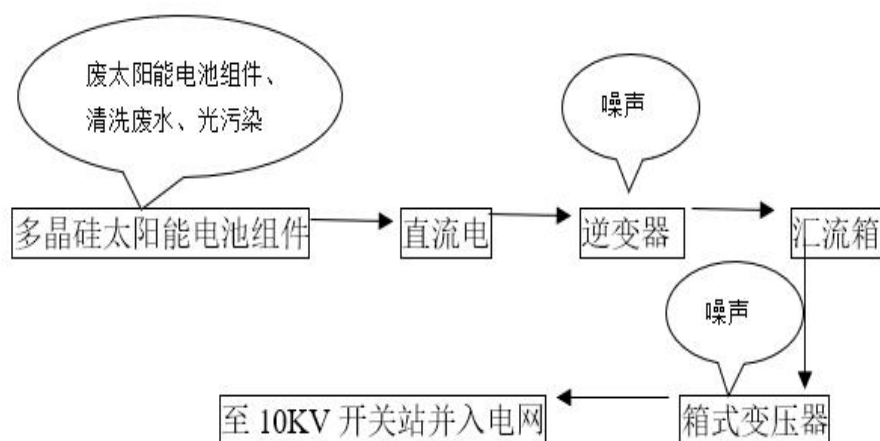 废太阳能电池组件、
清洗废水、光污染
噪声
多晶硅太阳能电池组件
直流电
逆变器
汇流箱
噪声
至 10KV 开关站并入电网
箱式变压器